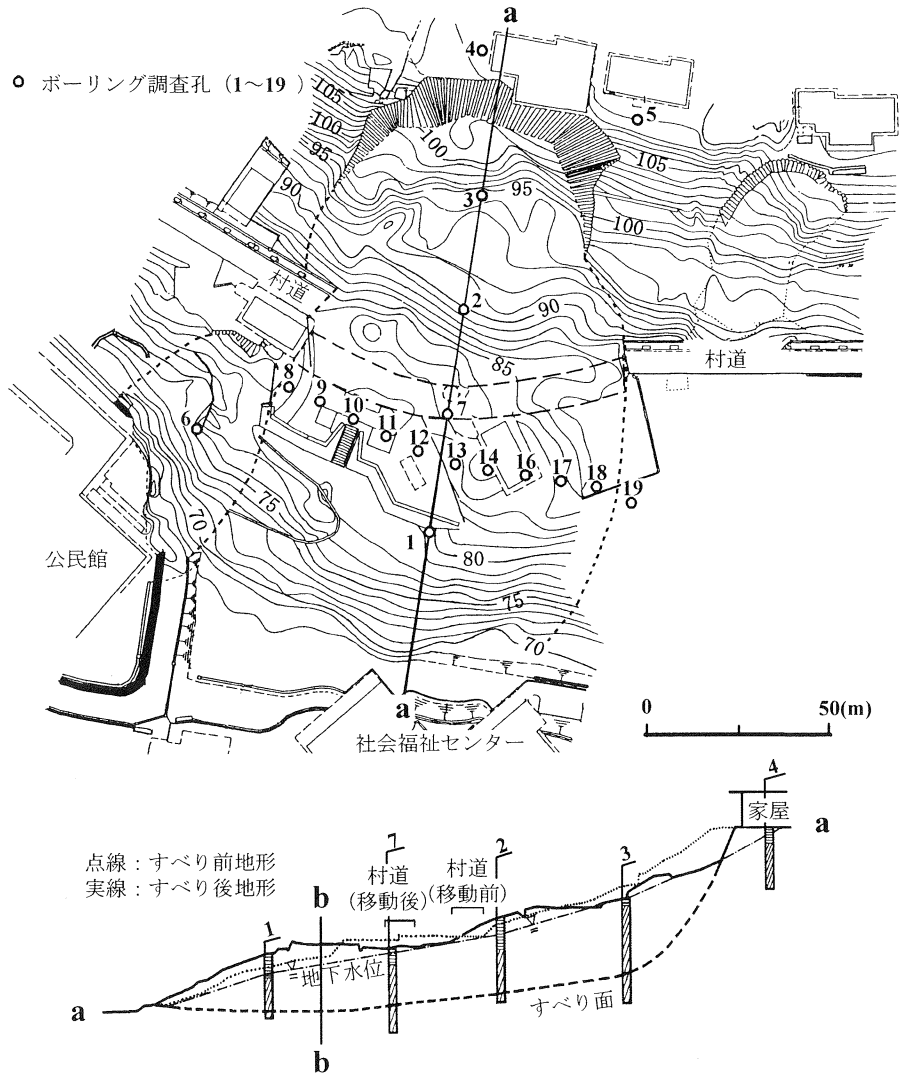 a
4
ボーリング調査孔（1～19 ）
105
100
95
90
100
5
105
3
95
100
村道
2
90
85
村道
8
9
7
10
11
6
12
13
14
16
17
18
19
75
70
1
80
公民館
75
70
a
0
50(m)
社会福祉センター
4
家屋
a
点線：すべり前地形
実線：すべり後地形
b
7
村道
(移動後)
村道
(移動前)
2
3
1
地下水位
すべり面
a
b